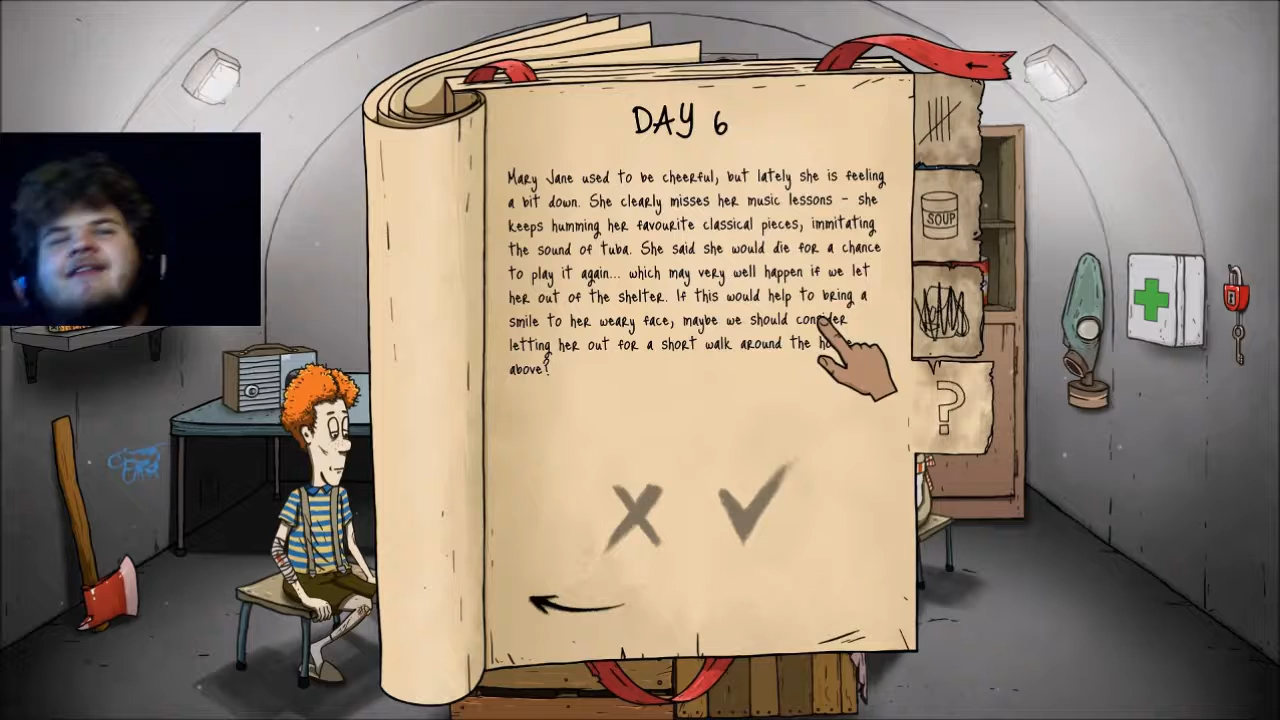 DAY 6
Mary Jane used to be cheerful, but lately she is feeling
a bit down. She clearly misses her music lessons - she
keeps humming her favourite classical pieces, immitating
the sound of tuba. She said she would die for a chance
to play it again... which may very well happen if we let
her out of the shelter. If this would help to bring a
smile to her weary face, maybe we should consider
letting her out for a short walk around the
above?
SOUP
?